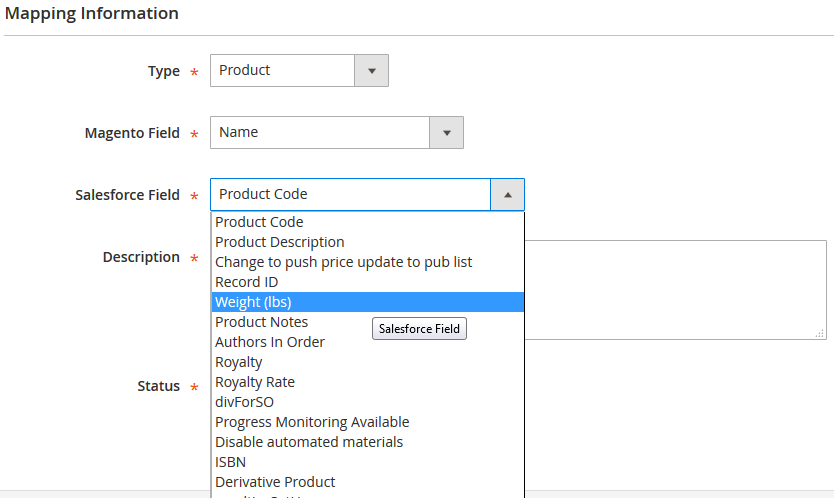 Mapping Information
Type *
Product
Magento Field *
Name
Salesforce Field *
Product Code
Product Code
Product Description
Change to push price update to pub list
Record ID
Weight (lbs)
Product Notes
Salesforce Field
Authors In Order
Royalty
Royalty Rate
divForSO
Progress Monitoring Available
Disable automated materials
ISBN
Derivative Product
Description *
Status *